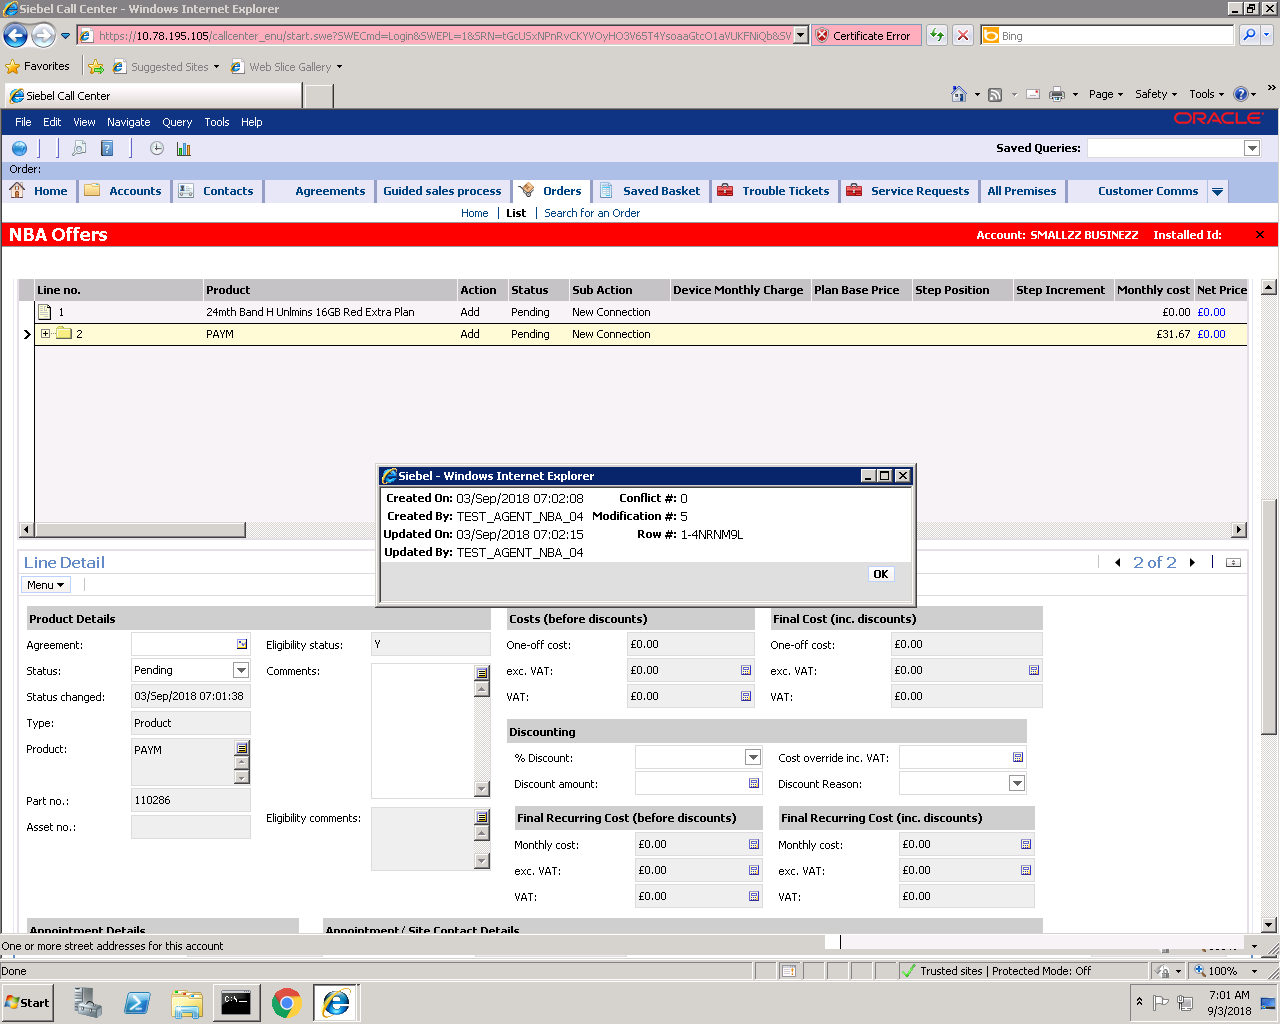 Siebel Call Center - Windows Internet Explorer
https://10.78.195.105/callcenter_enu/start.swe?SWECmd=Login&SWEPL=1&SRN=tGcUSxNPnRvCKYVOyHO3V65T4YsoaaGtcO1aVUKFNiQb&SV
Certificate Error
Bing
Favorites Suggested Sites Web Slice Gallery
Siebel Call Center
Page Safety Tools
File Edit View Navigate Query Tools Help
ORACLE
Saved Queries:
Order:
Home Accounts Contacts Agreements Guided sales process Orders Saved Basket Trouble Tickets Service Requests All Premises Customer Comms
Home List Search for an Order
NBA Offers
Account: SMALLZZ BUSINEZZ Installed Id:
Line no. Product Action Status Sub Action Device Monthly Charge Plan Base Price Step Position Step Increment Monthly cost Net Price
1 24mth Band H Unlmins 16GB Red Extra Plan Add Pending New Connection £0.00 £0.00
2 PAYM Add Pending New Connection £31.67 £0.00
Siebel - Windows Internet Explorer
Created On: 03/Sep/2018 07:02:08 Conflict #: 0
Created By: TEST_AGENT_NBA_04 Modification #: 5
Updated On: 03/Sep/2018 07:02:15 Row #: 1-4NRNM9L
Updated By: TEST_AGENT_NBA_04
OK
Line Detail
2 of 2
Menu
Product Details
Agreement:
Status: Pending
Status changed: 03/Sep/2018 07:01:38
Type: Product
Product: PAYM
Part no.: 110286
Asset no.:
Eligibility status: Y
Comments:
Eligibility comments:
Costs (before discounts)
One-off cost: £0.00
exc. VAT: £0.00
VAT: £0.00
Final Cost (inc. discounts)
One-off cost: £0.00
exc. VAT: £0.00
VAT: £0.00
Discounting
% Discount:
Cost override inc. VAT:
Discount amount:
Discount Reason:
Final Recurring Cost (before discounts)
Monthly cost: £0.00
exc. VAT: £0.00
VAT: £0.00
Final Recurring Cost (inc. discounts)
Monthly cost: £0.00
exc. VAT: £0.00
VAT: £0.00
Appointment Details
Appointment/ Site Contact Details
One or more street addresses for this account
Done
Trusted sites | Protected Mode: Off
100%
Start
7:01 AM
9/3/2018